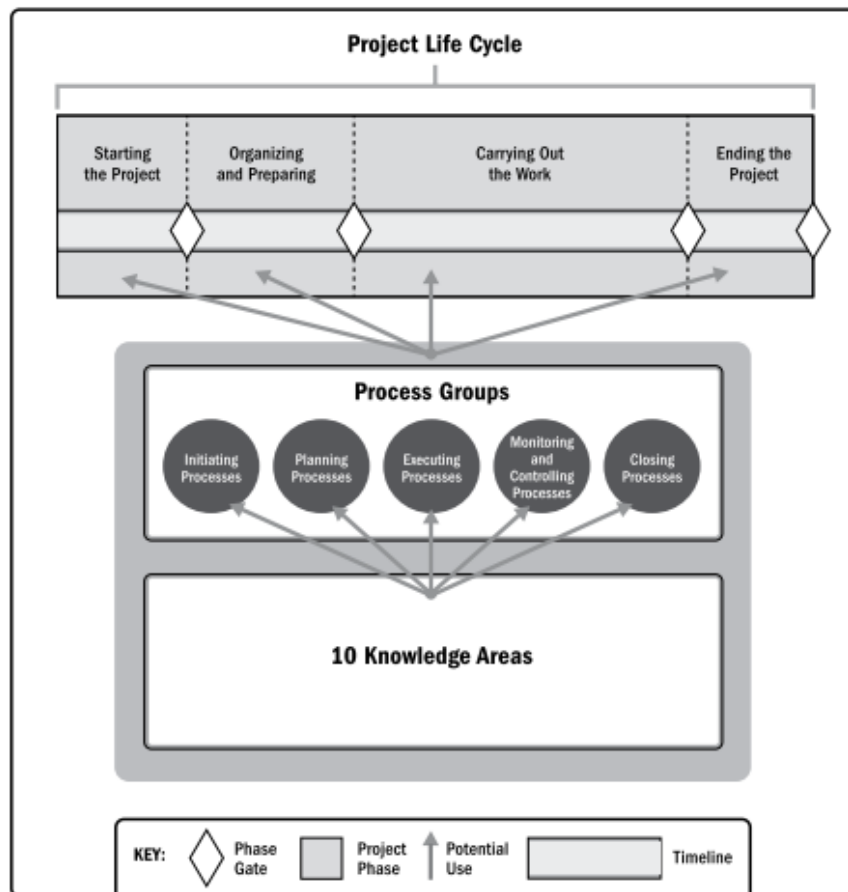 Project Life Cycle
Starting
the Project
Organizing
and Preparing
Carrying Out
the Work
Ending the
Project
Process Groups
Initiating
Processes
Planning
Processes
Executing
Processes
Monitoring
and
Controlling
Processes
Closing
Processes
10 Knowledge Areas
KEY:
Phase
Gate
Project
Phase
Potential
Use
Timeline